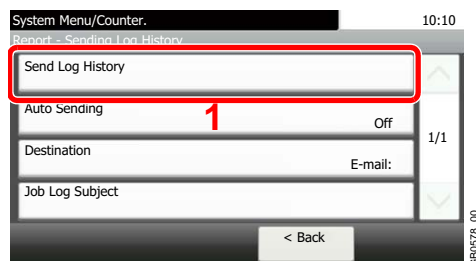 System Menu/Counter. 10:10
Report - Sending Log History
Send Log History
Auto Sending
Off
1
1/1
Destination
E-mail:
Job Log Subject
< Back